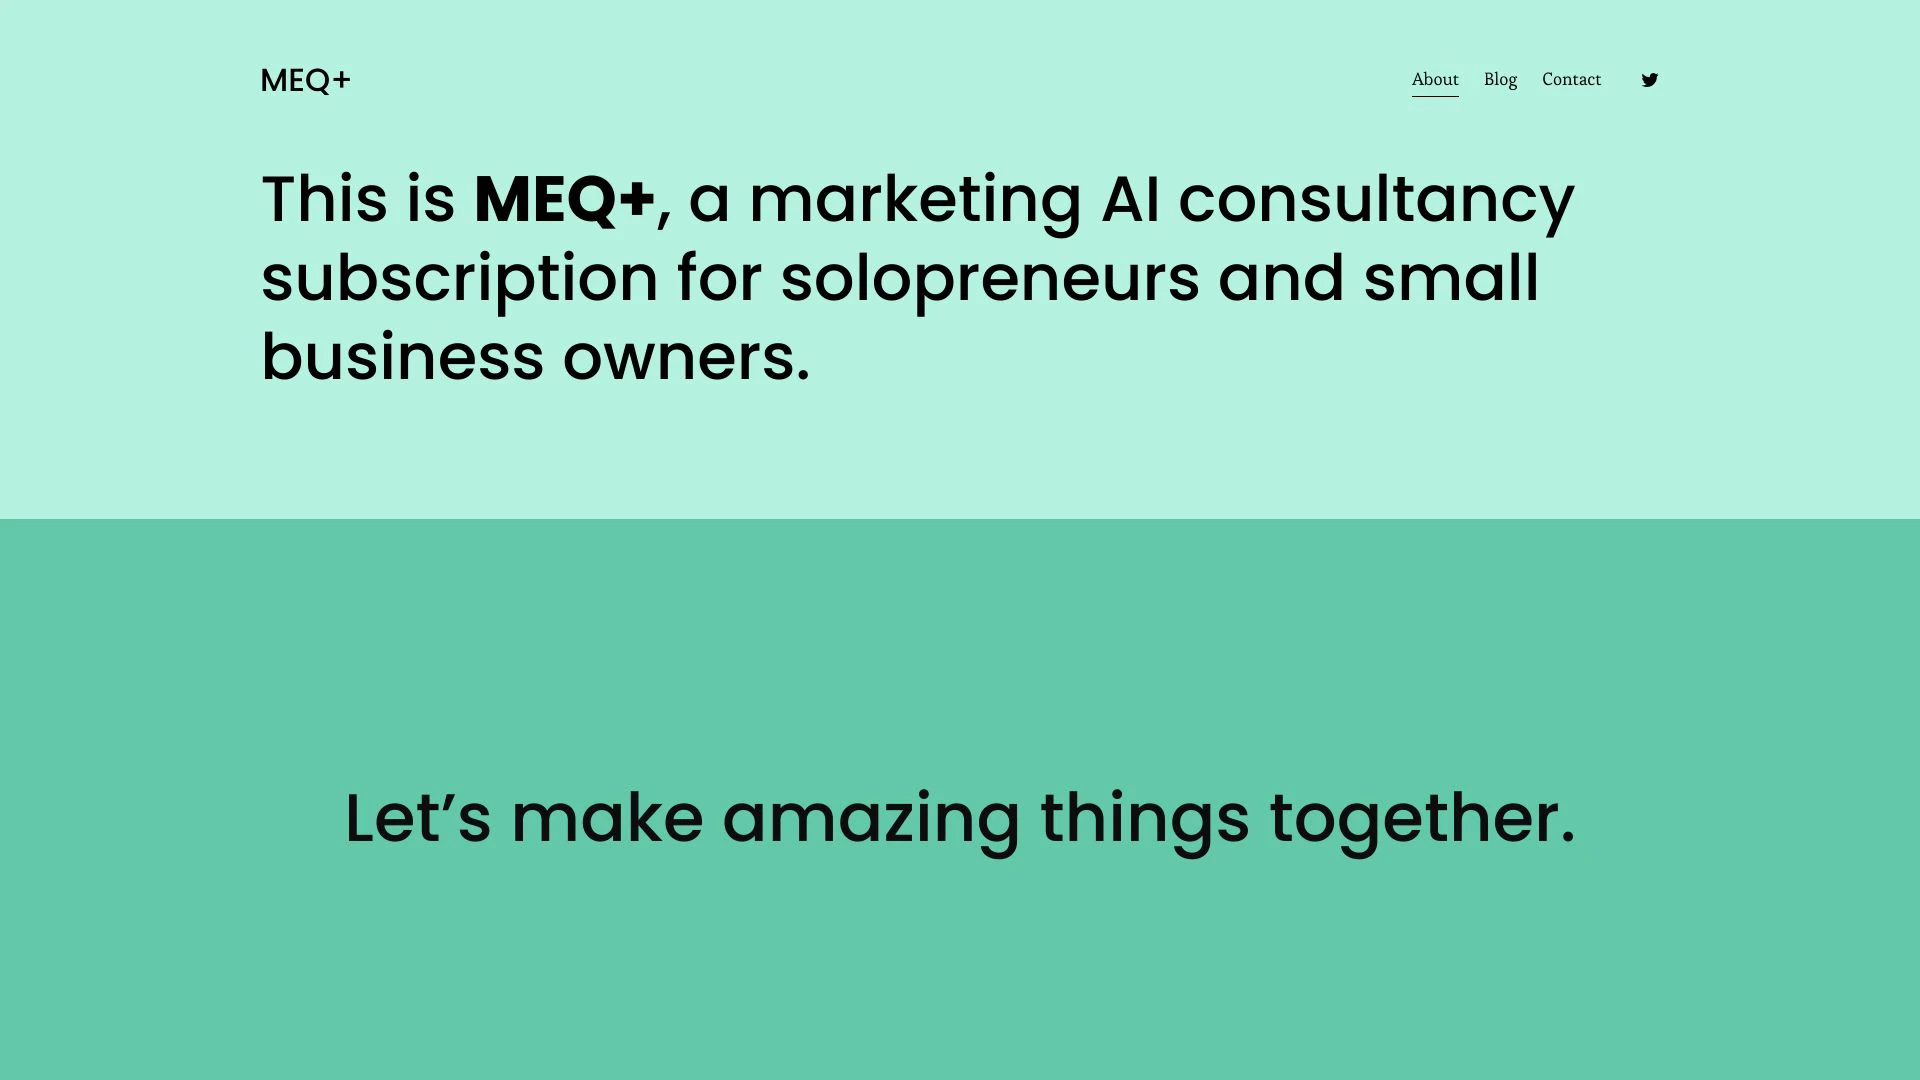 MEQ+
About Blog Contact
This is MEQ+, a marketing AI consultancy
subscription for solopreneurs and small
business owners.
Let’s make amazing things together.